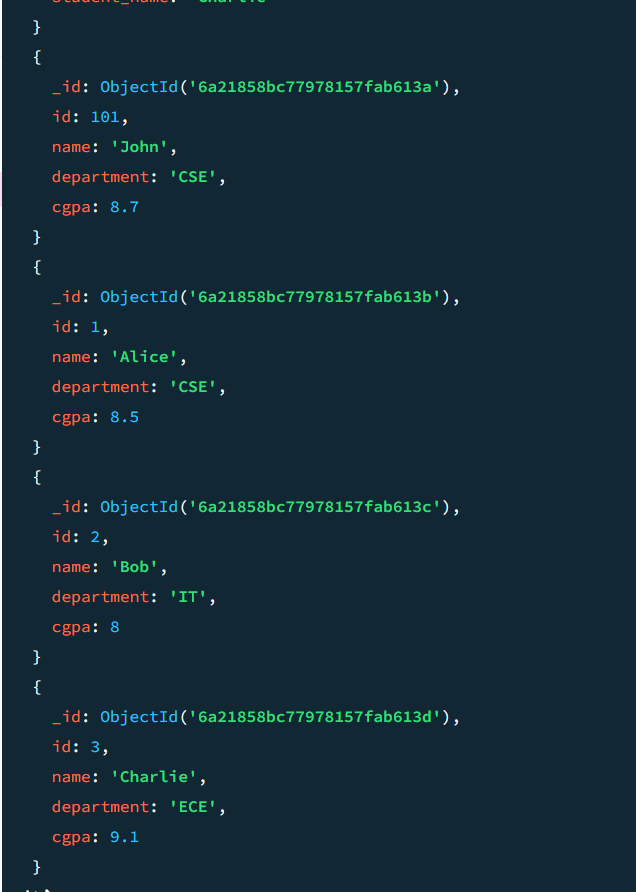 }
{
_id: ObjectId('6a21858bc77978157fab613a'),
id: 101,
name: 'John',
department: 'CSE',
cgpa: 8.7
}
{
_id: ObjectId('6a21858bc77978157fab613b'),
id: 1,
name: 'Alice',
department: 'CSE',
cgpa: 8.5
}
{
_id: ObjectId('6a21858bc77978157fab613c'),
id: 2,
name: 'Bob',
department: 'IT',
cgpa: 8
}
{
_id: ObjectId('6a21858bc77978157fab613d'),
id: 3,
name: 'Charlie',
department: 'ECE',
cgpa: 9.1
}